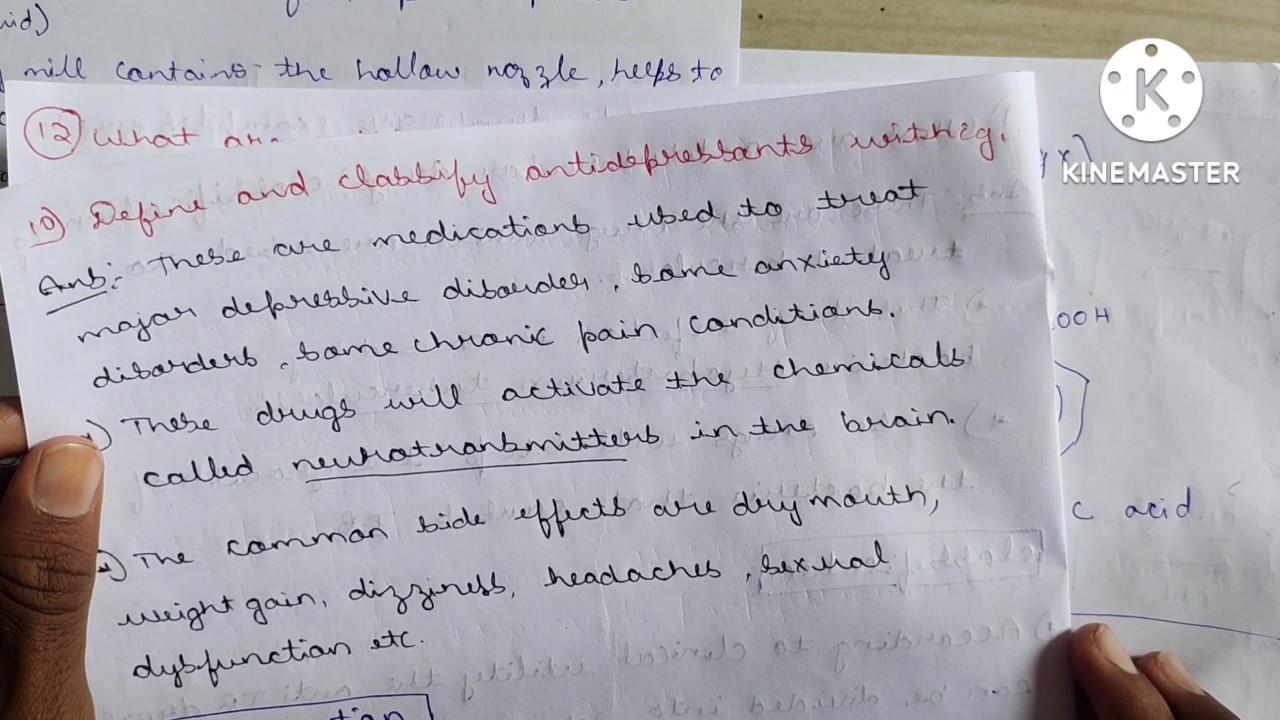 mill contains the hollow nozzle, helps to
(12) What are
10) Define and classify antidepressants with eg.
Ans:- These are medications used to treat
major depressive disorder, some anxiety
disorders, some chronic pain conditions.
*) These drugs will activate the chemicals
called neurotransmitters in the brain.
*) The common side effects are dry mouth,
weight gain, dizziness, headaches, sexual
dysfunction etc.
OOH
C acid
K
KINEMASTER